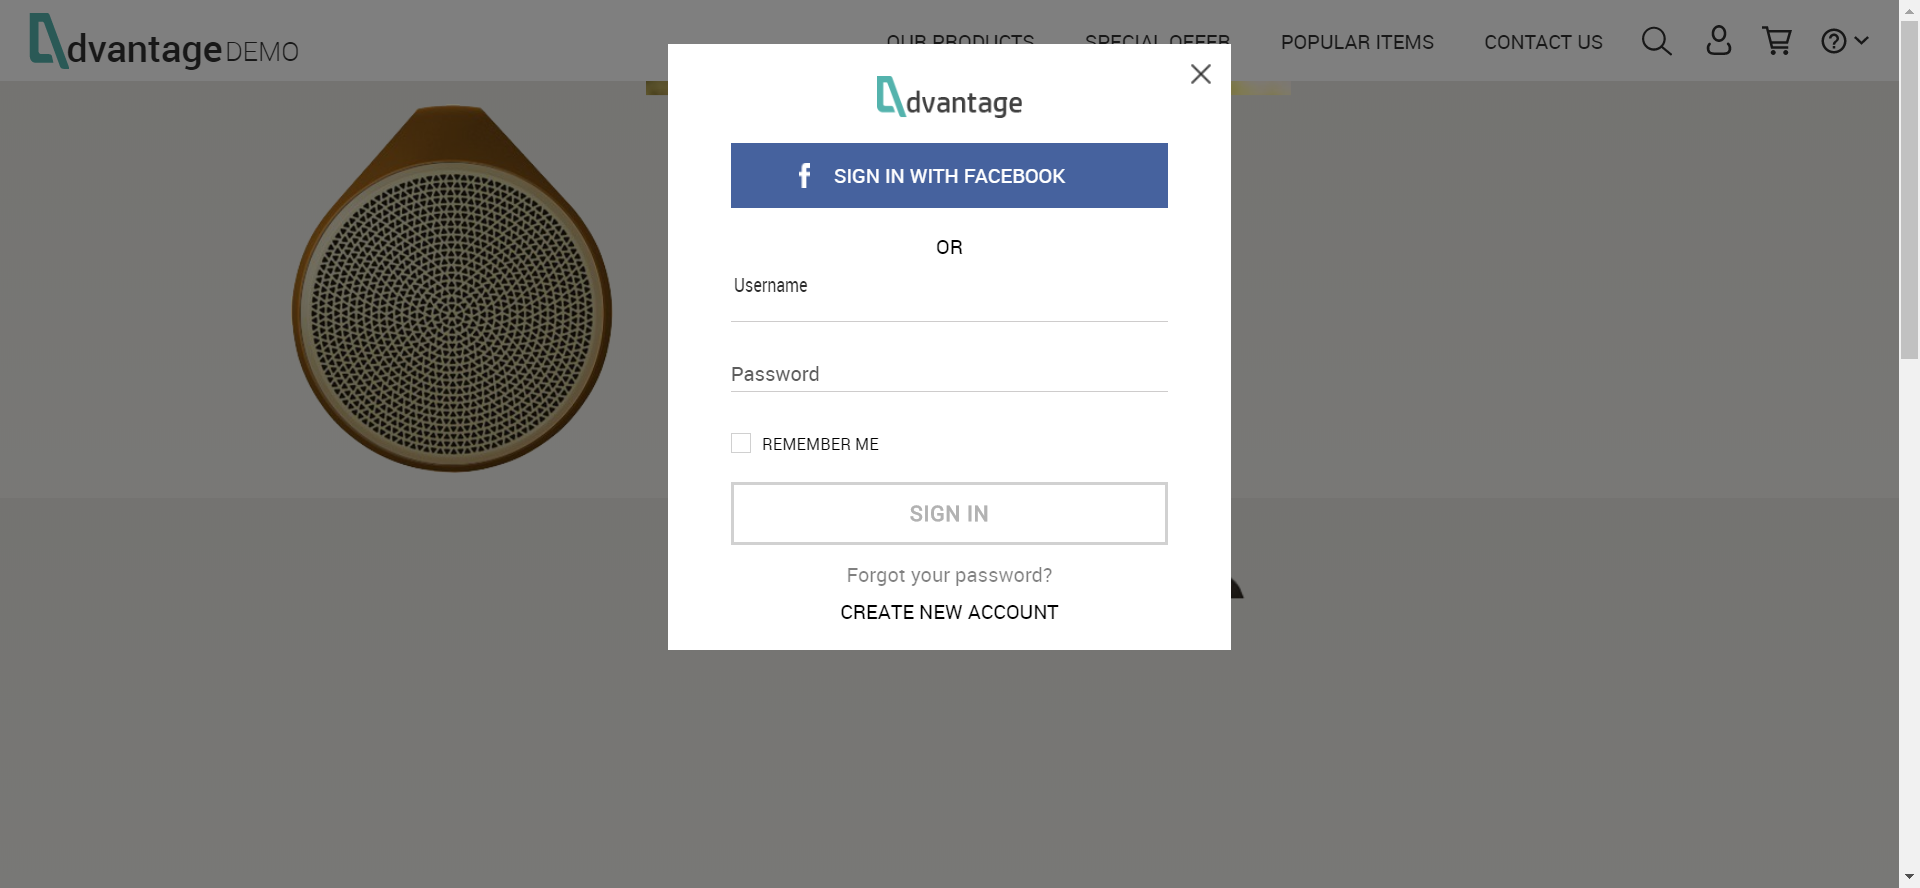 dvantage DEMO
OUR PRODUCTS
SPECIAL OFFER
POPULAR ITEMS
CONTACT US
dvantage
SIGN IN WITH FACEBOOK
OR
Username
Password
REMEMBER ME
SIGN IN
Forgot your password?
CREATE NEW ACCOUNT